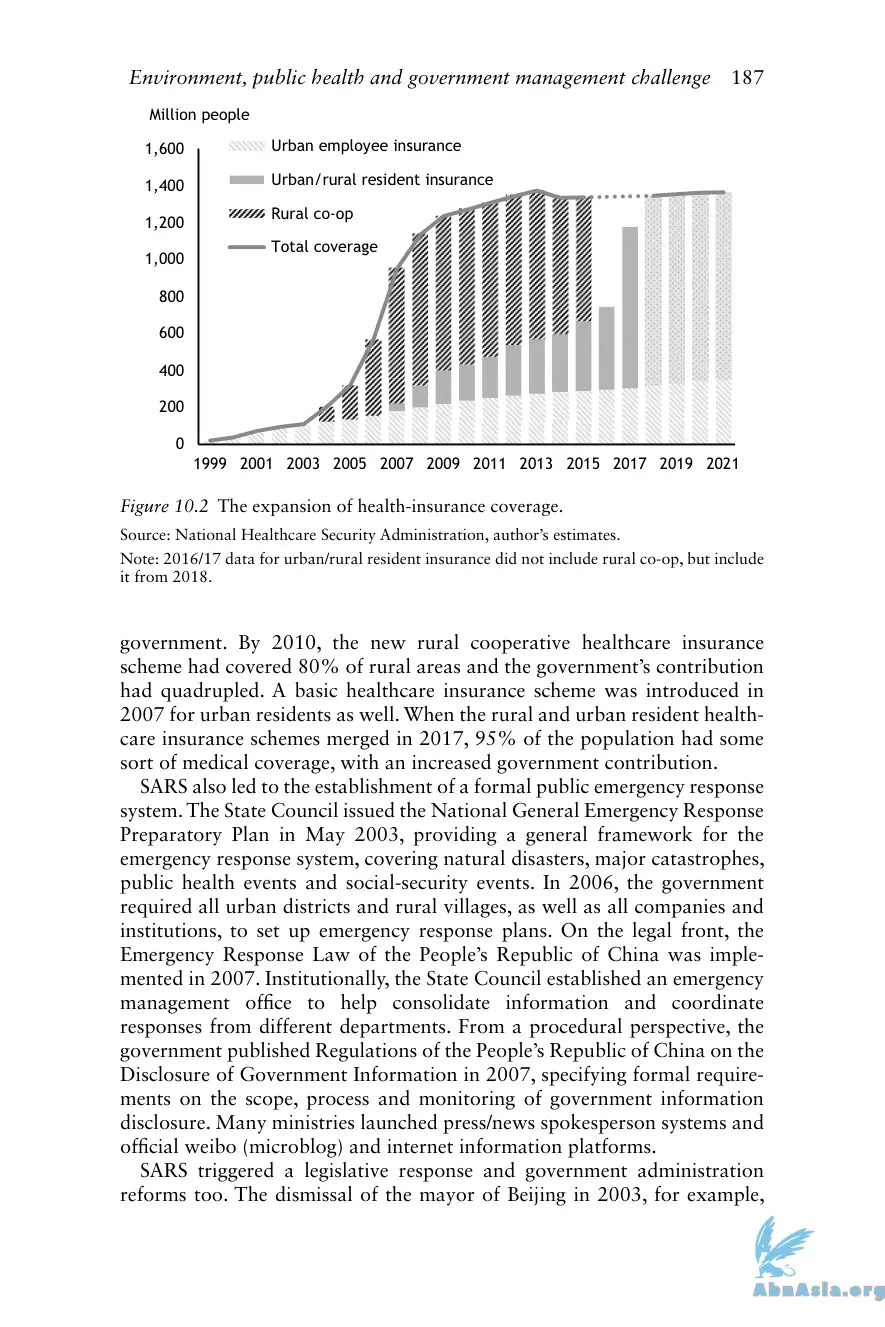 Environment, public health and government management challenge 187
Million people
1,600
1,400
1,200
1,000
800
600
400
200
0
Urban employee insurance
Urban/rural resident insurance
Rural co-op
Total coverage
1999 2001 2003 2005 2007 2009 2011 2013 2015 2017 2019 2021
Figure 10.2 The expansion of health-insurance coverage.
Source: National Healthcare Security Administration, author’s estimates.
Note: 2016/17 data for urban/rural resident insurance did not include rural co-op, but include
it from 2018.
government. By 2010, the new rural cooperative healthcare insurance
scheme had covered 80% of rural areas and the government’s contribution
had quadrupled. A basic healthcare insurance scheme was introduced in
2007 for urban residents as well. When the rural and urban resident health-
care insurance schemes merged in 2017, 95% of the population had some
sort of medical coverage, with an increased government contribution.
SARS also led to the establishment of a formal public emergency response
system. The State Council issued the National General Emergency Response
Preparatory Plan in May 2003, providing a general framework for the
emergency response system, covering natural disasters, major catastrophes,
public health events and social-security events. In 2006, the government
required all urban districts and rural villages, as well as all companies and
institutions, to set up emergency response plans. On the legal front, the
Emergency Response Law of the People’s Republic of China was imple-
mented in 2007. Institutionally, the State Council established an emergency
management office to help consolidate information and coordinate
responses from different departments. From a procedural perspective, the
government published Regulations of the People’s Republic of China on the
Disclosure of Government Information in 2007, specifying formal require-
ments on the scope, process and monitoring of government information
disclosure. Many ministries launched press/news spokesperson systems and
official weibo (microblog) and internet information platforms.
SARS triggered a legislative response and government administration
reforms too. The dismissal of the mayor of Beijing in 2003, for example,
AbnAsia.org